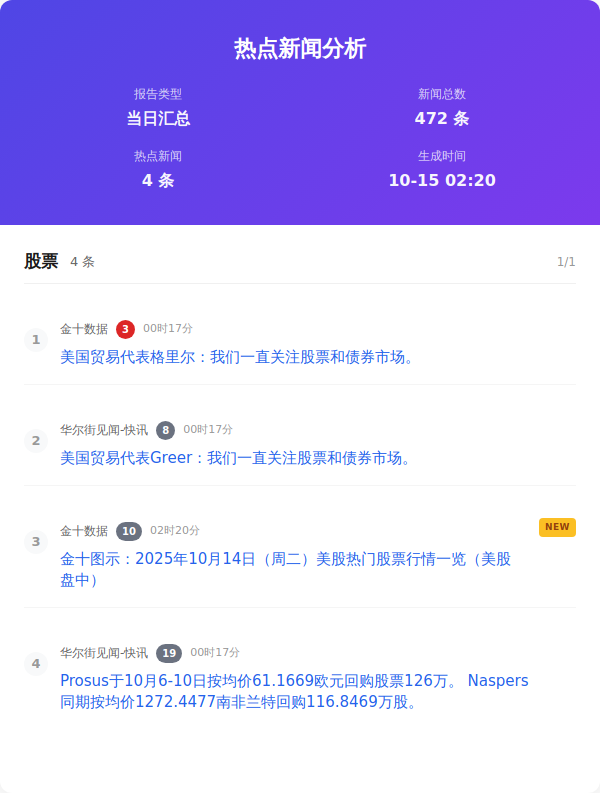 热点新闻分析
报告类型
新闻总数
当日汇总
472 条
热点新闻
生成时间
4 条
10-15 02:20
股票 4 条 1/1
1
金十数据 3 00时17分
美国贸易代表格里尔：我们一直关注股票和债券市场。
2
华尔街见闻-快讯 8 00时17分
美国贸易代表Greer：我们一直关注股票和债券市场。
3
金十数据 10 02时20分
NEW
金十图示：2025年10月14日（周二）美股热门股票行情一览（美股
盘中）
4
华尔街见闻-快讯 19 00时17分
Prosus于10月6-10日按均价61.1669欧元回购股票126万。 Naspers
同期按均价1272.4477南非兰特回购116.8469万股。